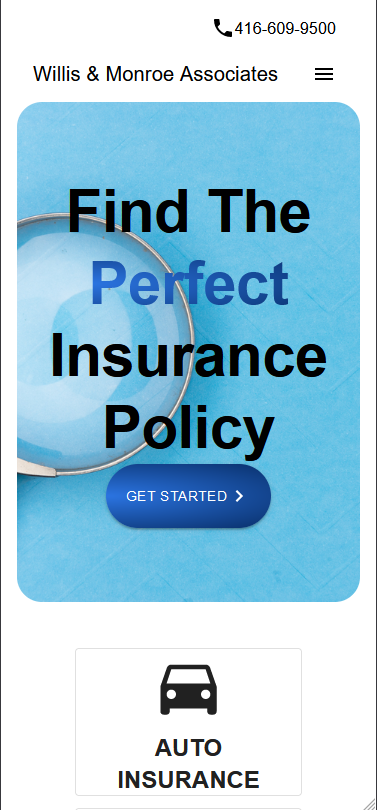 416-609-9500
Willis & Monroe Associates
Find The
Perfect
Insurance
Policy
GET STARTED
AUTO
INSURANCE